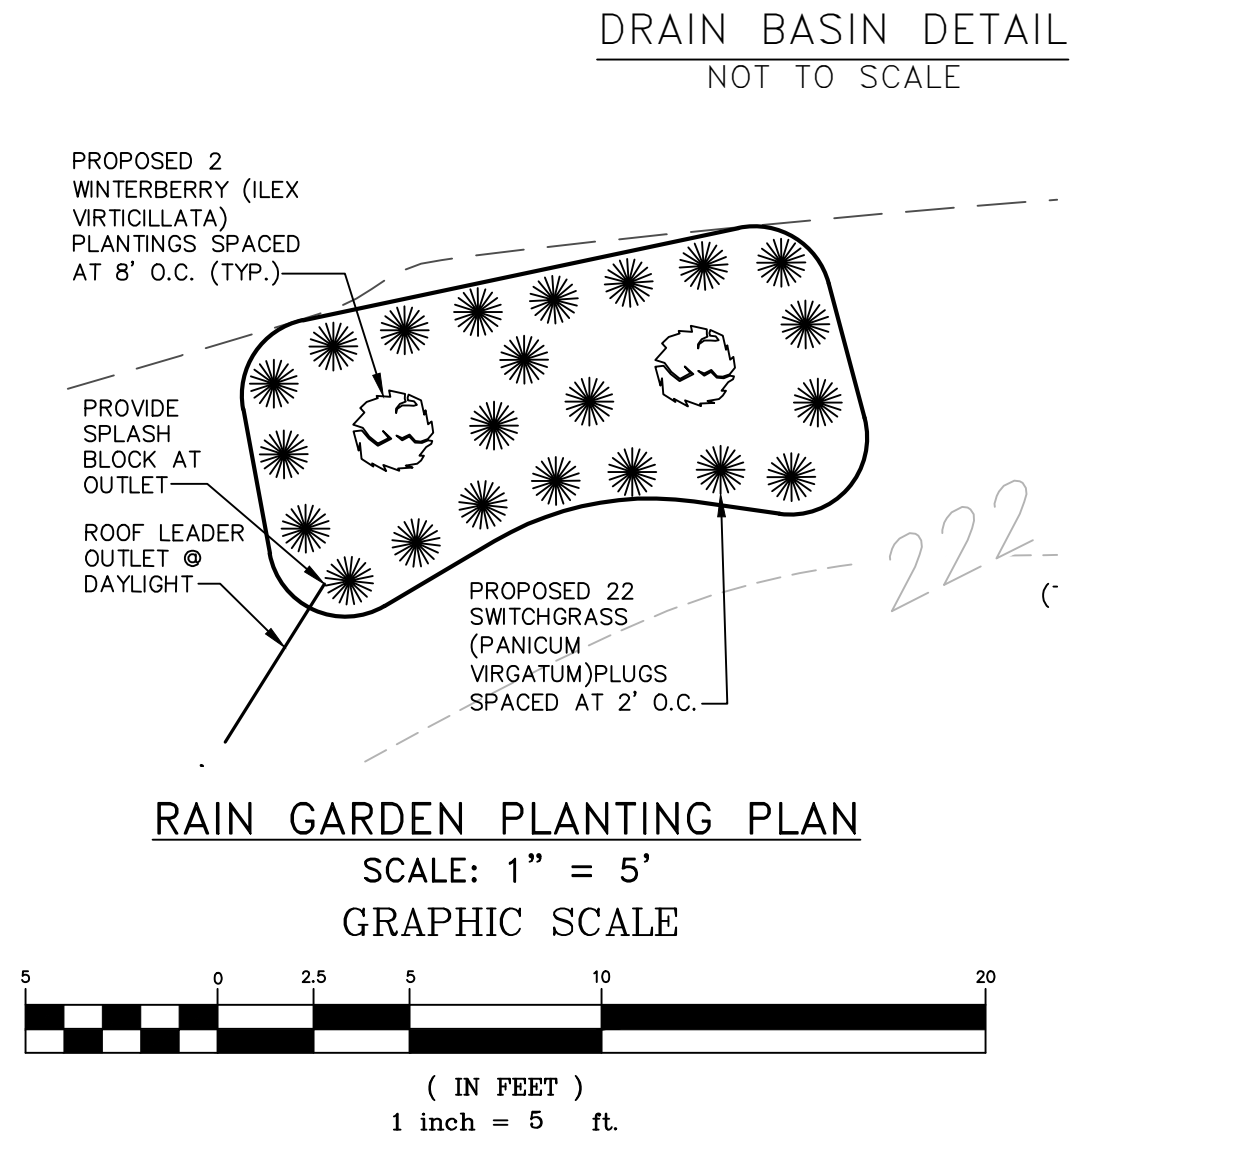 DRAIN BASIN DETAIL
NOT TO SCALE
PROPOSED 2
WINTERBERRY (ILEX
VIRTICILLATA)
PLANTINGS SPACED
AT 8' O.C. (TYP.)
PROVIDE
SPLASH
BLOCK AT
OUTLET
ROOF LEADER
OUTLET @
DAYLIGHT
PROPOSED 22
SWITCHGRASS
(PANICUM
VIRGATUM)PLUGS
SPACED AT 2' O.C.
222
RAIN GARDEN PLANTING PLAN
SCALE: 1" = 5'
GRAPHIC SCALE
5 0 2.5 5 10 20
( IN FEET )
1 inch = 5 ft.